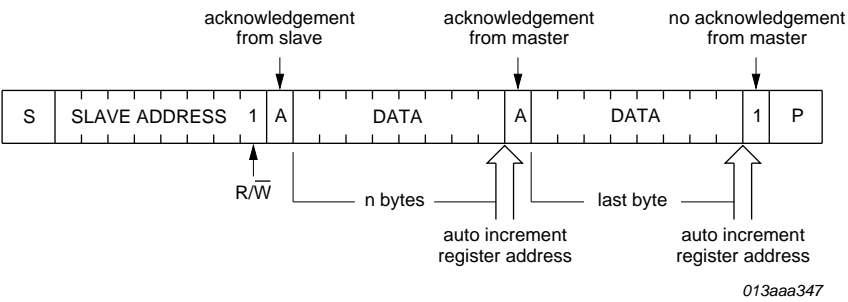 acknowledgement
from slave
acknowledgement
from master
no acknowledgement
from master
S SLAVE ADDRESS 1 A DATA A DATA 1 P
R/W̅
n bytes
last byte
auto increment
register address
auto increment
register address
013aaa347